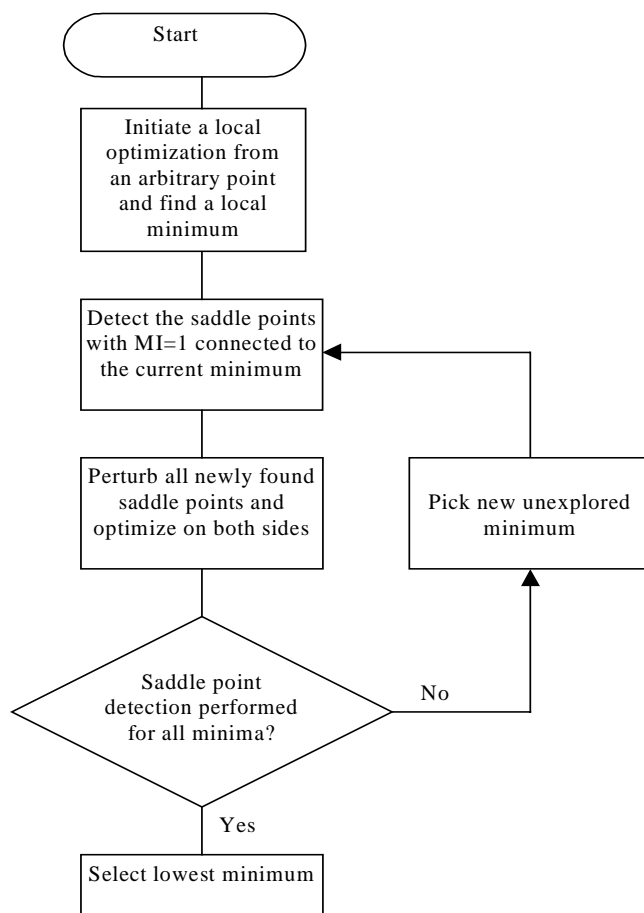 Start
Initiate a local
optimization from
an arbitrary point
and find a local
minimum
Detect the saddle points
with MI=1 connected to
the current minimum
Perturb all newly found
saddle points and
optimize on both sides
Pick new unexplored
minimum
Saddle point
detection performed
for all minima?
No
Yes
Select lowest minimum